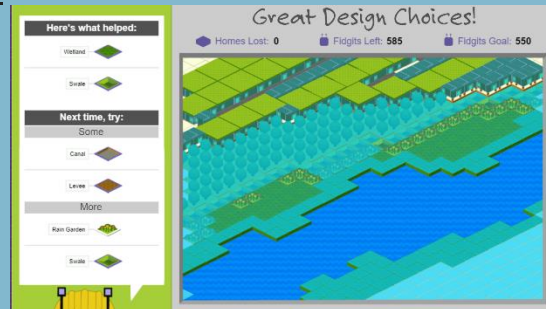 Great Design Choices!
Homes Lost: 0
Fidgits Left: 585
Fidgits Goal: 550
Here's what helped:
Wetland
Swale
Next time, try:
Some
Canal
Levee
More
Rain Garden
Swale